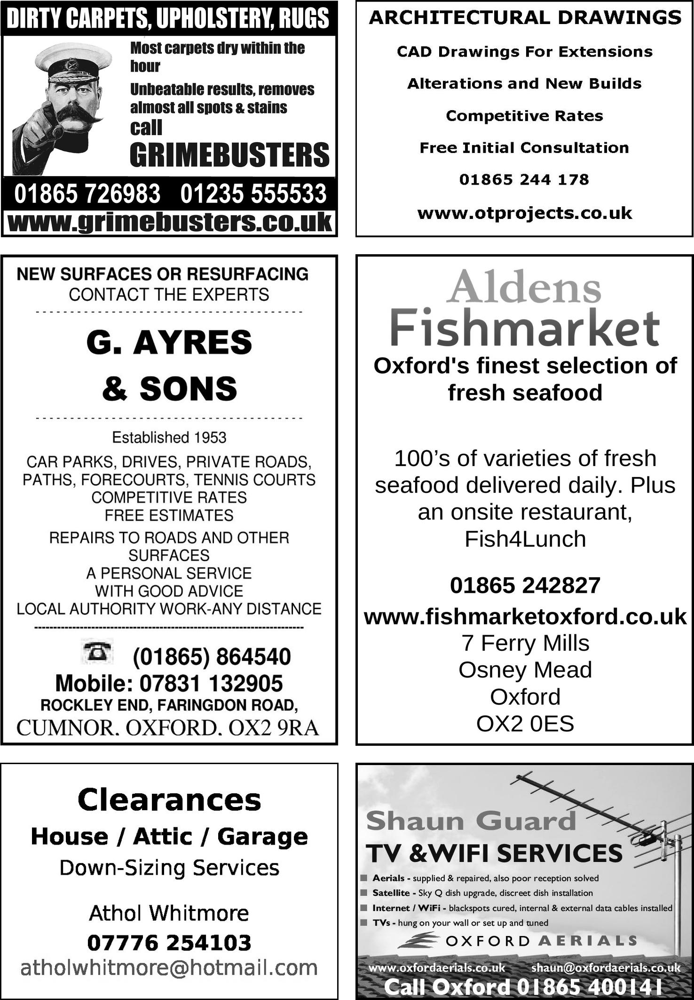 DIRTY CARPETS, UPHOLSTERY, RUGS
Most carpets dry within the
hour
Unbeatable results, removes
almost all spots & stains
call
GRIMEBUSTERS
01865 726983 01235 555533
www.grimebusters.co.uk
ARCHITECTURAL DRAWINGS
CAD Drawings For Extensions
Alterations and New Builds
Competitive Rates
Free Initial Consultation
01865 244 178
www.otprojects.co.uk
NEW SURFACES OR RESURFACING
CONTACT THE EXPERTS
G. AYRES
& SONS
Established 1953
CAR PARKS, DRIVES, PRIVATE ROADS,
PATHS, FORECOURTS, TENNIS COURTS
COMPETITIVE RATES
FREE ESTIMATES
REPAIRS TO ROADS AND OTHER
SURFACES
A PERSONAL SERVICE
WITH GOOD ADVICE
LOCAL AUTHORITY WORK-ANY DISTANCE
(01865) 864540
Mobile: 07831 132905
ROCKLEY END, FARINGDON ROAD,
CUMNOR. OXFORD. OX2 9RA
Aldens
Fishmarket
Oxford's finest selection of
fresh seafood
100’s of varieties of fresh
seafood delivered daily. Plus
an onsite restaurant,
Fish4Lunch
01865 242827
www.fishmarketoxford.co.uk
7 Ferry Mills
Osney Mead
Oxford
OX2 0ES
Clearances
House / Attic / Garage
Down-Sizing Services
Athol Whitmore
07776 254103
atholwhitmore@hotmail.com
Shaun Guard
TV &WIFI SERVICES
Aerials - supplied & repaired, also poor reception solved
Satellite - Sky Q dish upgrade, discreet dish installation
Internet / WiFi - blackspots cured, internal & external data cables installed
TVs - hung on your wall or set up and tuned
OXFORD AERIALS
www.oxfordaerials.co.uk shaun@oxfordaerials.co.uk
Call Oxford 01865 400141